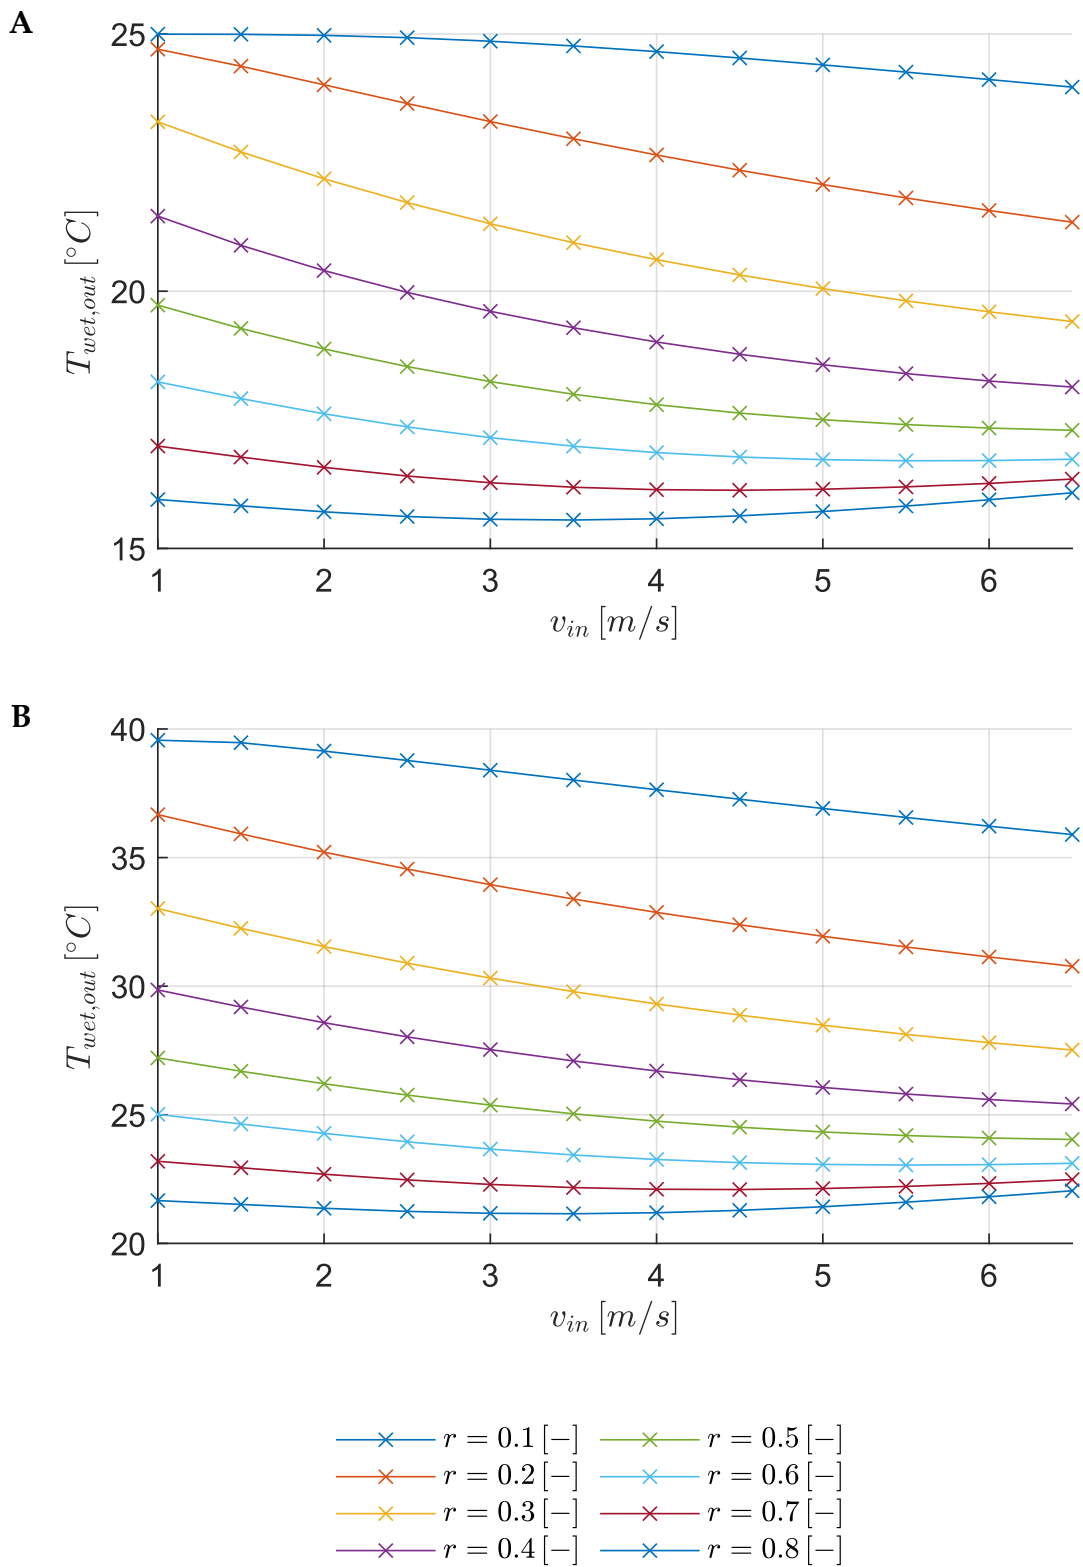 A
25
20
15
T_{wet,out} [°C]
1 2 3 4 5 6
v_{in} [m/s]
B
40
35
30
25
20
T_{wet,out} [°C]
1 2 3 4 5 6
v_{in} [m/s]
r = 0.1 [−] r = 0.5 [−]
r = 0.2 [−] r = 0.6 [−]
r = 0.3 [−] r = 0.7 [−]
r = 0.4 [−] r = 0.8 [−]